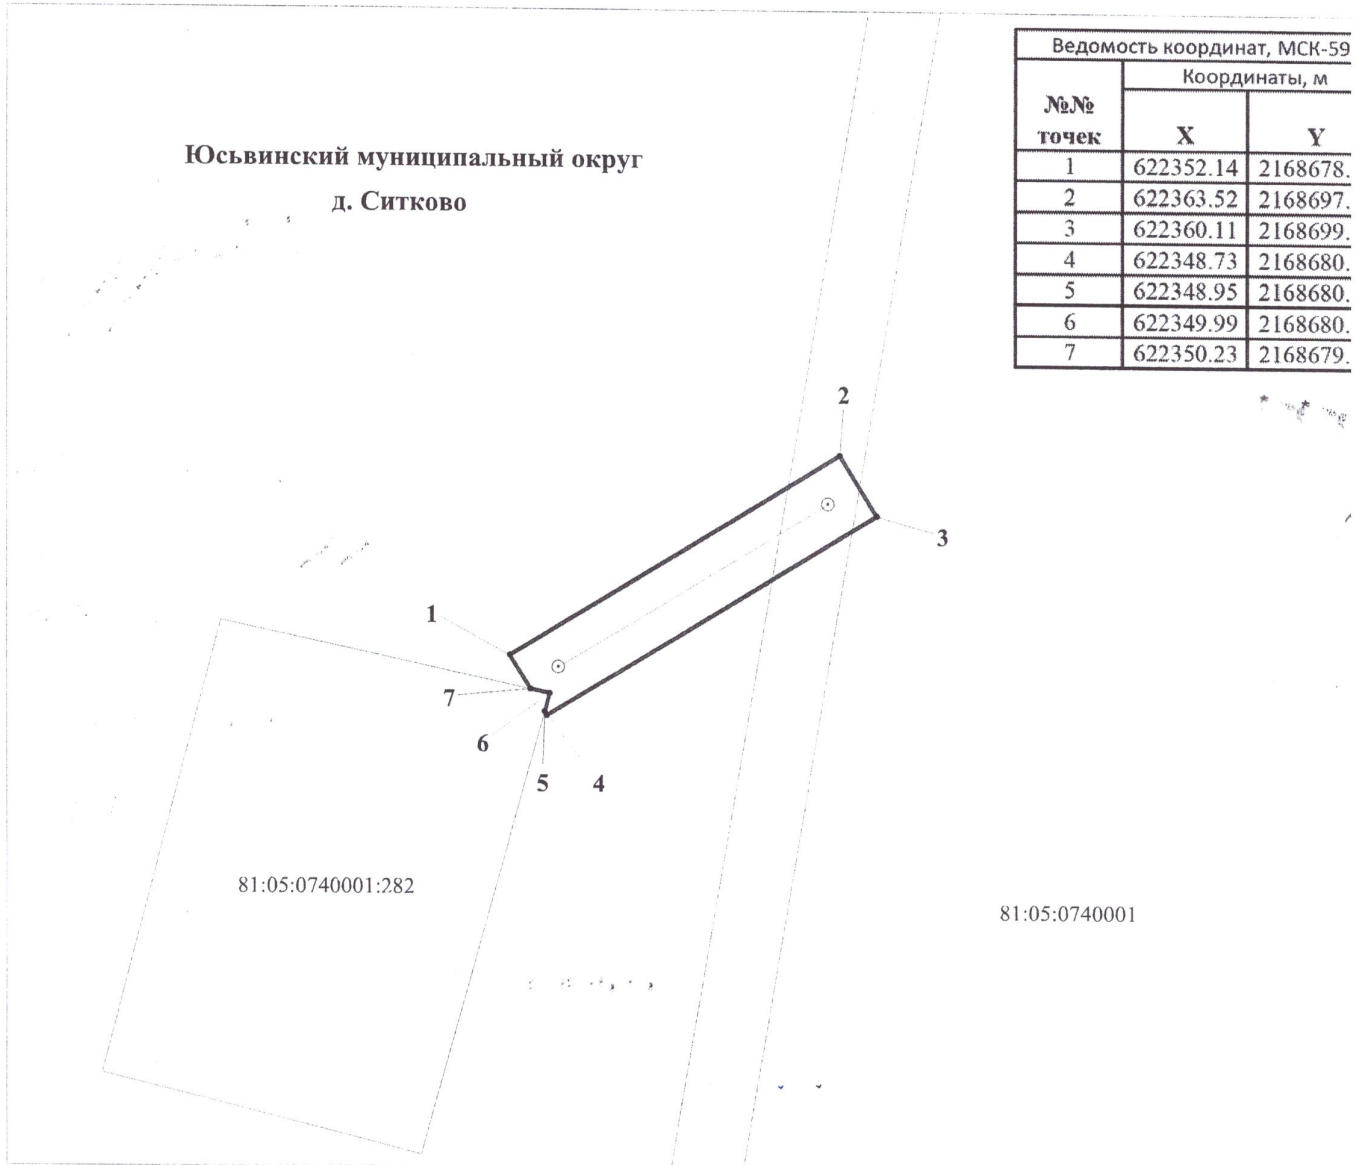 Ведомость координат, МСК-59
Координаты, м
№№ точек
X
Y
1 622352.14 2168678.
2 622363.52 2168697.
3 622360.11 2168699.
4 622348.73 2168680.
5 622348.95 2168680.
6 622349.99 2168680.
7 622350.23 2168679.
Юсьвинский муниципальный округ
д. Ситково
2
3
1
7
6
5
4
81:05:0740001:282
81:05:0740001